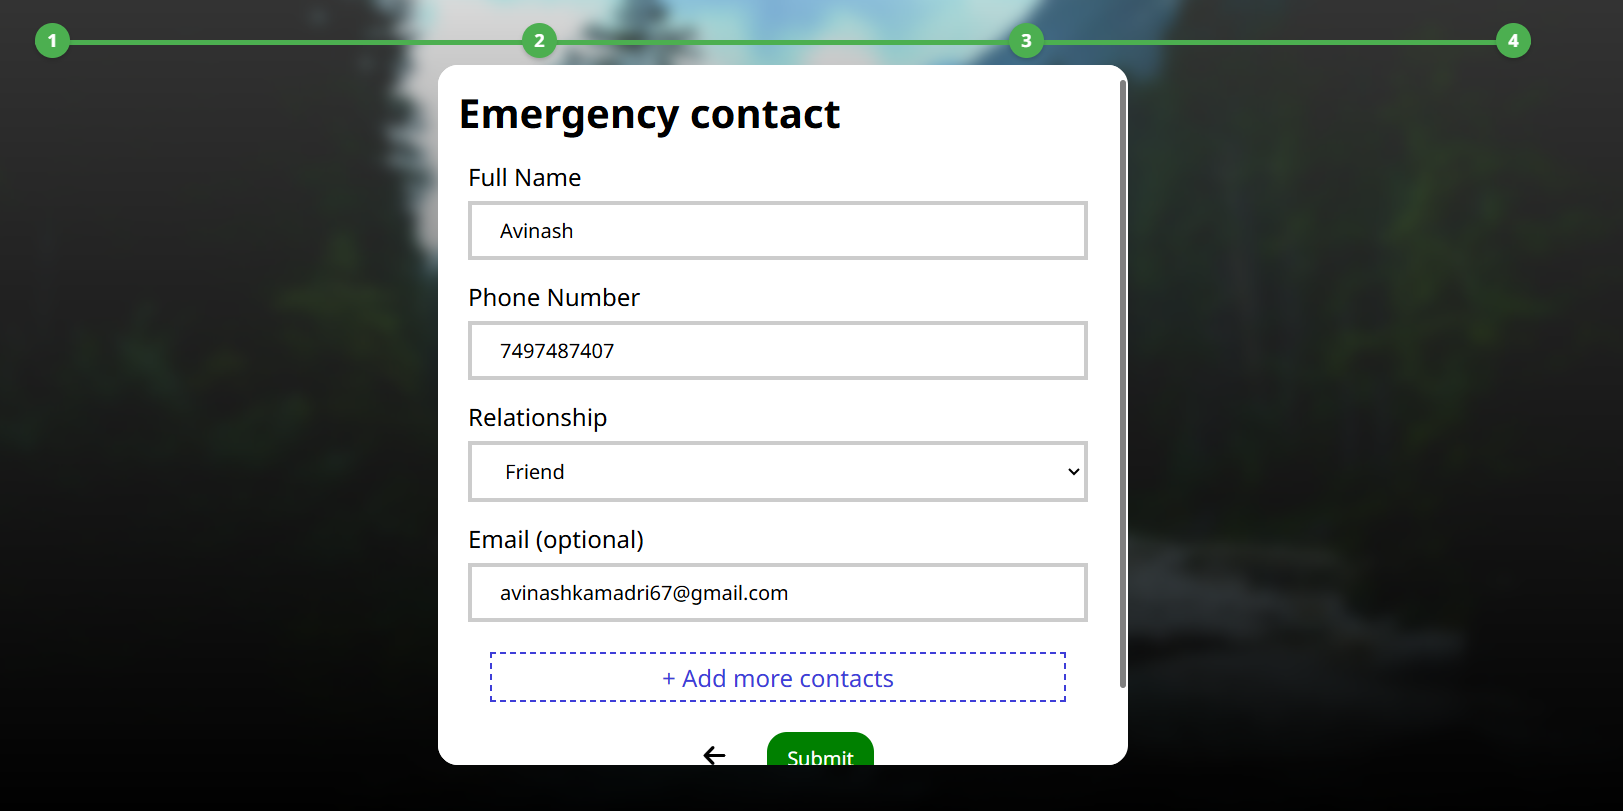 1 2 3 4
Emergency contact
Full Name
Avinash
Phone Number
7497487407
Relationship
Friend
Email (optional)
avinashkamadri67@gmail.com
+ Add more contacts
Submit